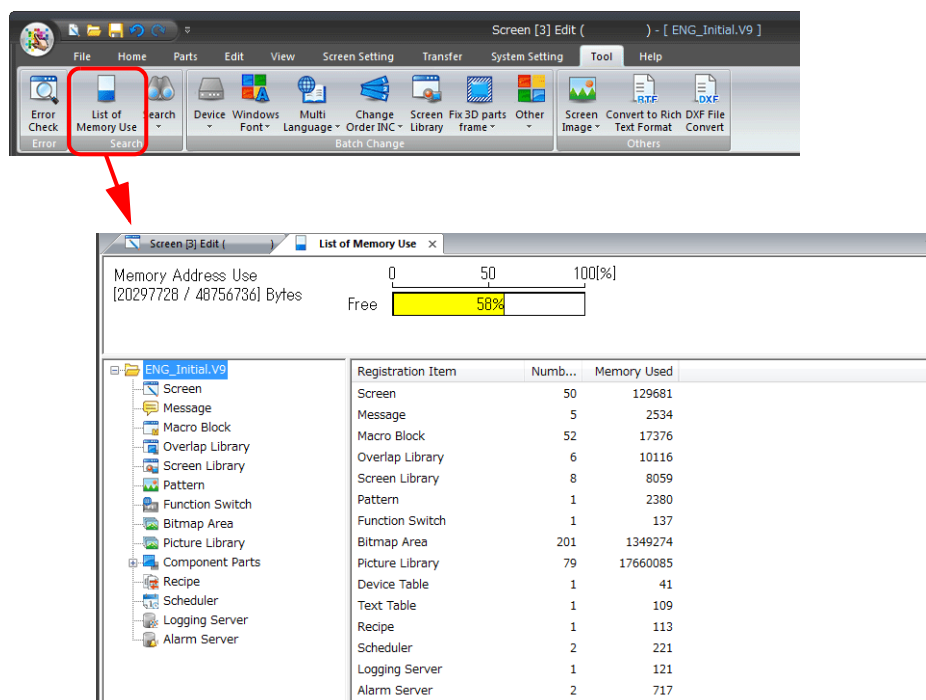 Screen [3] Edit ( ) - [ ENG_Initial.V9 ]
File Home Parts Edit View Screen Setting Transfer System Setting Tool Help
Error Check
List of Memory Use
Search
Device
Windows Font
Multi Language
Change Order INC
Screen Library
Fix 3D parts frame
Other
Screen Image
Convert to Rich Text Format
RTF
DXF File Convert
DXF
Error Search Batch Change Others
Screen [3] Edit ( ) List of Memory Use ×
Memory Address Use
[20297728 / 48756736] Bytes
0 50 100[%]
Free 58%
ENG_Initial.V9
Screen
Message
Macro Block
Overlap Library
Screen Library
Pattern
Function Switch
Bitmap Area
Picture Library
Component Parts
Recipe
Scheduler
Logging Server
Alarm Server
Registration Item Numb... Memory Used
Screen 50 129681
Message 5 2534
Macro Block 52 17376
Overlap Library 6 10116
Screen Library 8 8059
Pattern 1 2380
Function Switch 1 137
Bitmap Area 201 1349274
Picture Library 79 17660085
Device Table 1 41
Text Table 1 109
Recipe 1 113
Scheduler 2 221
Logging Server 1 121
Alarm Server 2 717